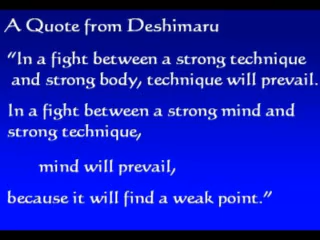 A Quote from Deshimaru
"In a fight between a strong technique
and strong body, technique will prevail.
In a fight between a strong mind and
strong technique,
mind will prevail,
because it will find a weak point."